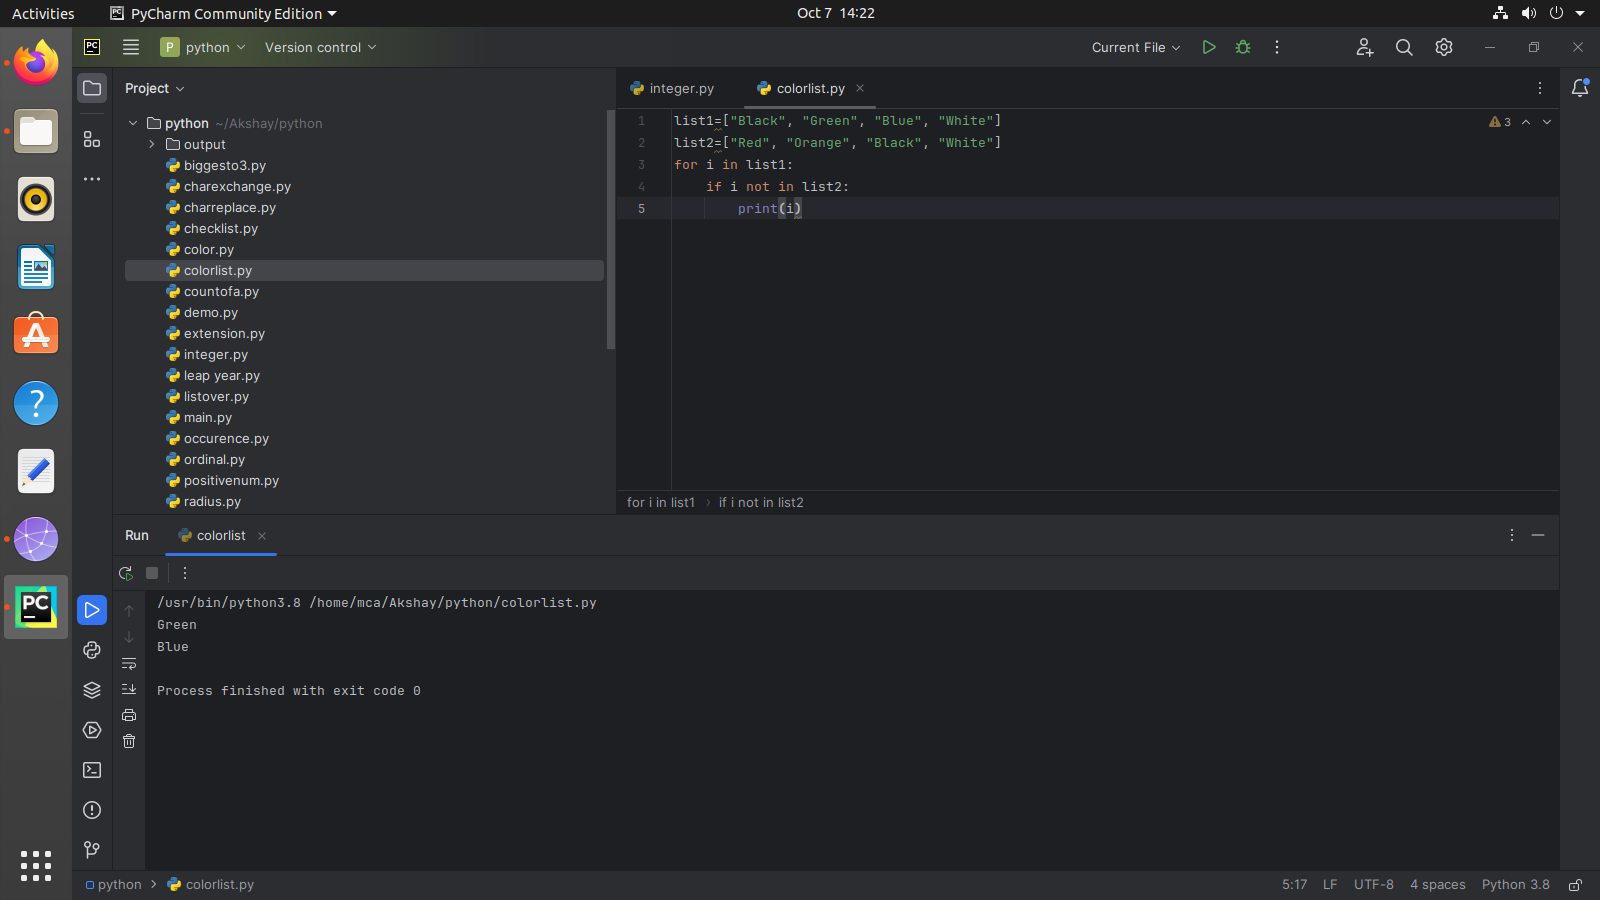 Activities PyCharm Community Edition Oct 7 14:22
PC P python Version control Current File
Project
python ~/Akshay/python
output
biggesto3.py
charexchange.py
charreplace.py
checklist.py
color.py
colorlist.py
countofa.py
demo.py
extension.py
integer.py
leap year.py
listover.py
main.py
occurence.py
ordinal.py
positivenum.py
radius.py
integer.py colorlist.py
1 list1=["Black", "Green", "Blue", "White"] 3
2 list2=["Red", "Orange", "Black", "White"]
3 for i in list1:
4 if i not in list2:
5 print(i)
for i in list1 › if i not in list2
Run colorlist
/usr/bin/python3.8 /home/mca/Akshay/python/colorlist.py
Green
Blue
Process finished with exit code 0
PC
python > colorlist.py 5:17 LF UTF-8 4 spaces Python 3.8